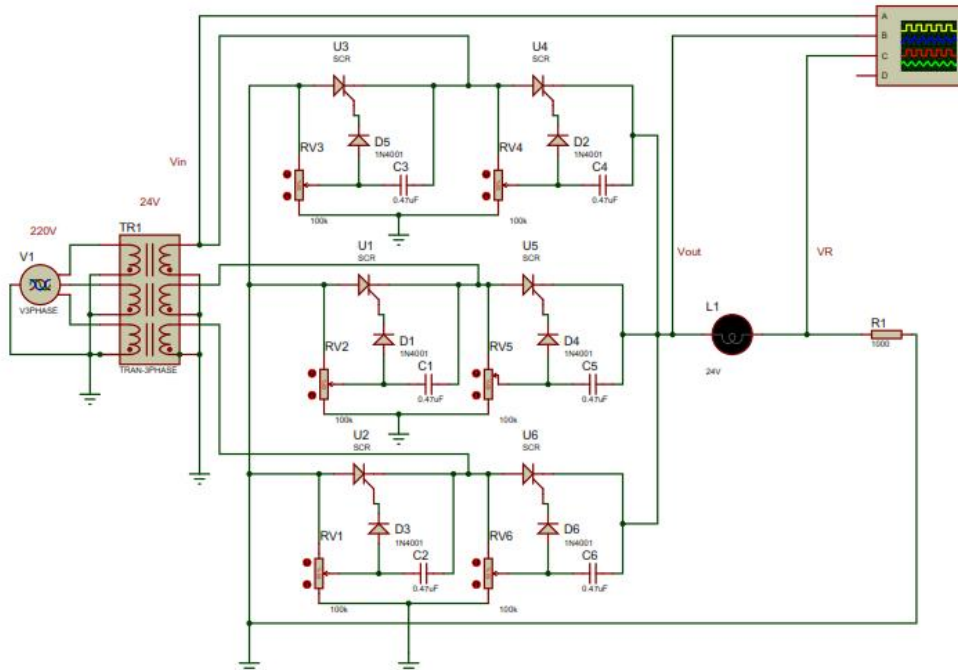 A
B
C
D
U3
SCR
U4
SCR
RV3
D5
1N4001
C3
0.47uF
100k
RV4
D2
1N4001
C4
0.47uF
100k
Vin
24V
220V
TR1
V1
V3PHASE
TRAN-3PHASE
U1
SCR
U5
SCR
RV2
D1
1N4001
C1
0.47uF
100k
RV5
D4
1N4001
C5
0.47uF
100k
Vout
VR
L1
24V
R1
1000
U2
SCR
U6
SCR
RV1
D3
1N4001
C2
0.47uF
100k
RV6
D6
1N4001
C6
0.47uF
100k